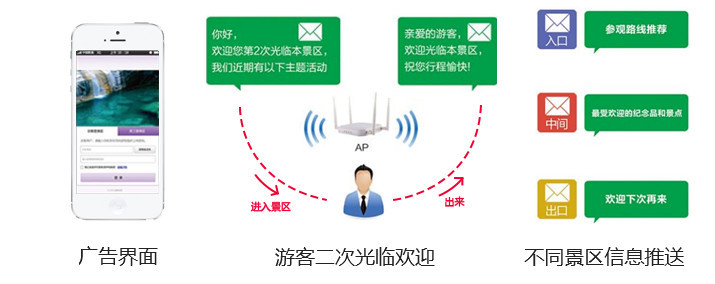 你好，
欢迎您第2次光临本景区，
我们近期有以下主题活动
亲爱的游客，
欢迎光临本景区，
祝您行程愉快！
AP
进入景区
出来
入口
参观路线推荐
中间
最受欢迎的纪念品和景点
出口
欢迎下次再来
广告界面
游客二次光临欢迎
不同景区信息推送